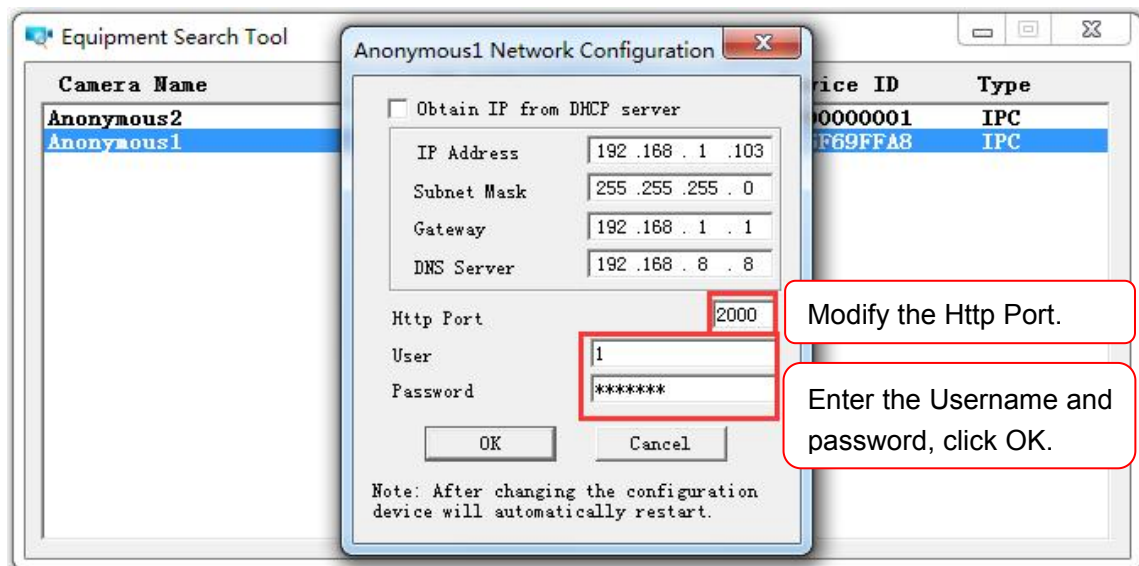 Equipment Search Tool
Anonymous1 Network Configuration
Camera Name
ice ID Type
Anonymous2
0000001 IPC
Anonymous1
F69FFA8 IPC
Obtain IP from DHCP server
IP Address 192 .168 . 1 .103
Subnet Mask 255 .255 .255 . 0
Gateway 192 .168 . 1 . 1
DNS Server 192 .168 . 8 . 8
Http Port 2000
Modify the Http Port.
User 1
Password *******
Enter the Username and
password, click OK.
OK Cancel
Note: After changing the configuration
device will automatically restart.